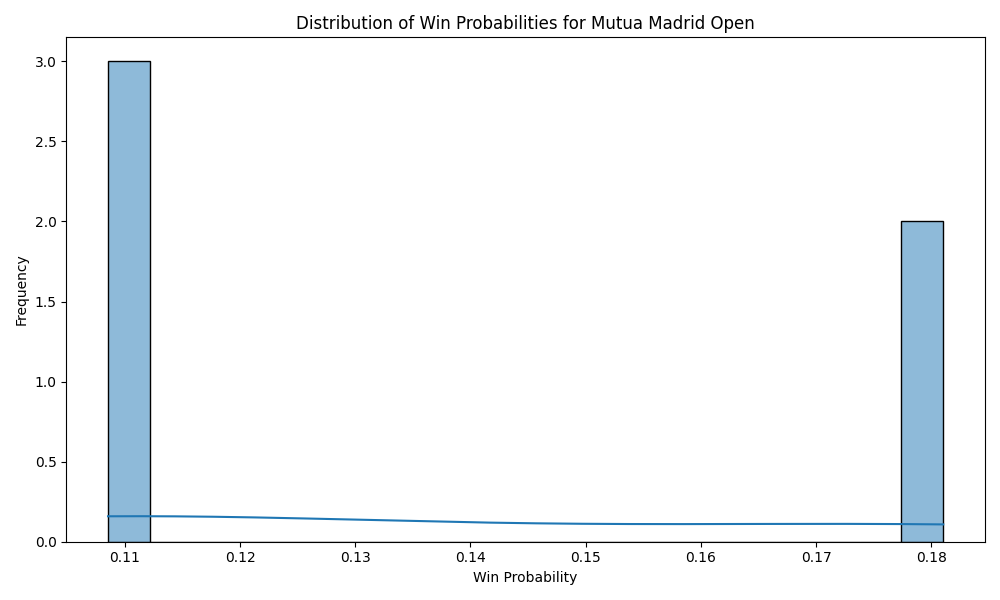 Distribution of Win Probabilities for Mutua Madrid Open
Frequency
3.0
2.5
2.0
1.5
1.0
0.5
0.0
0.11 0.12 0.13 0.14 0.15 0.16 0.17 0.18
Win Probability